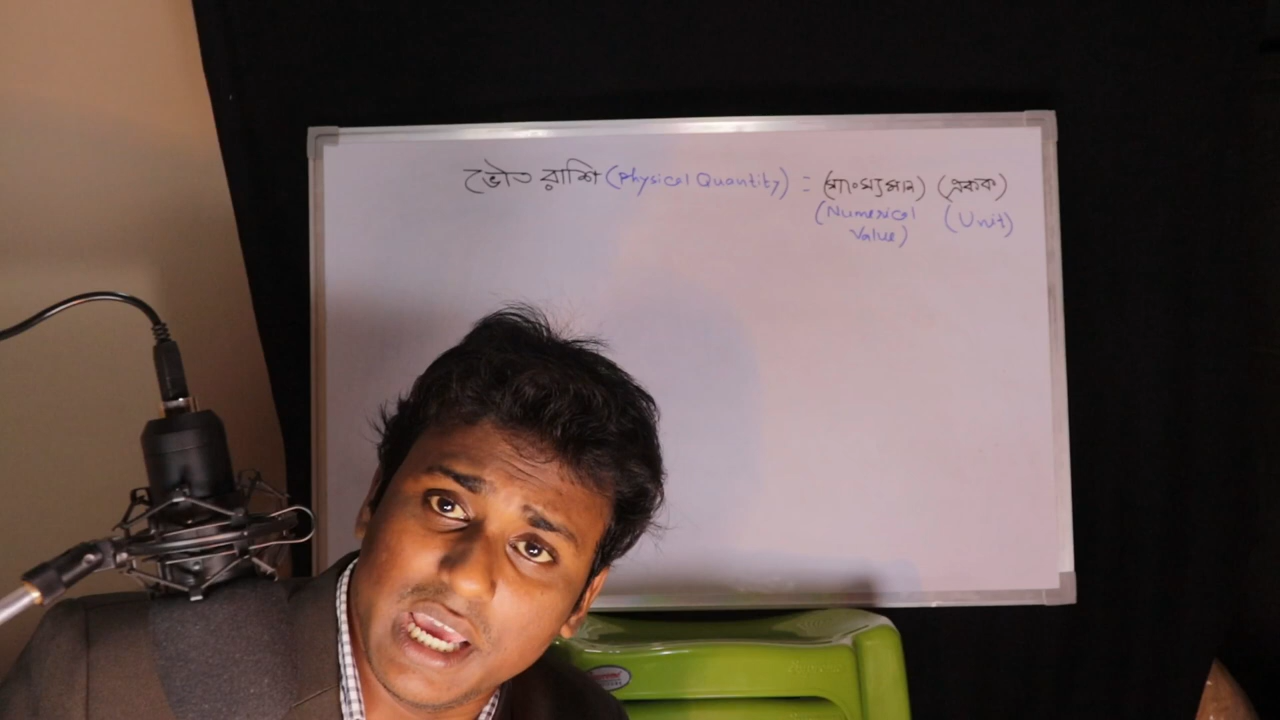 ভৌত রাশি (Physical Quantity) = (সাংখ্যমান) (একক)
(Numerical Value) (Unit)